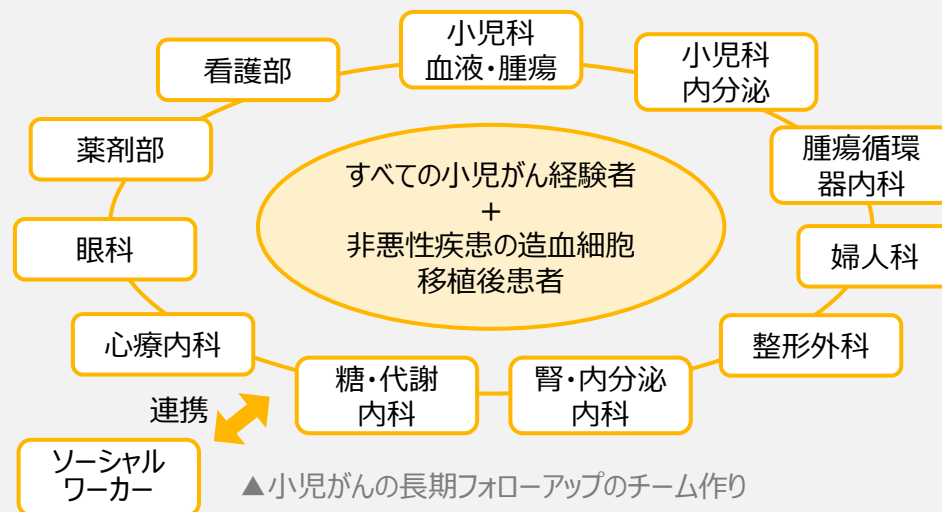 小児科
血液・腫瘍
看護部
小児科
内分泌
薬剤部
腫瘍循環
器内科
すべての小児がん経験者
+
非悪性疾患の造血細胞
移植後患者
眼科
婦人科
心療内科
整形外科
糖・代謝
内科
腎・内分泌
内科
連携
ソーシャル
ワーカー
▲小児がんの長期フォローアップのチーム作り